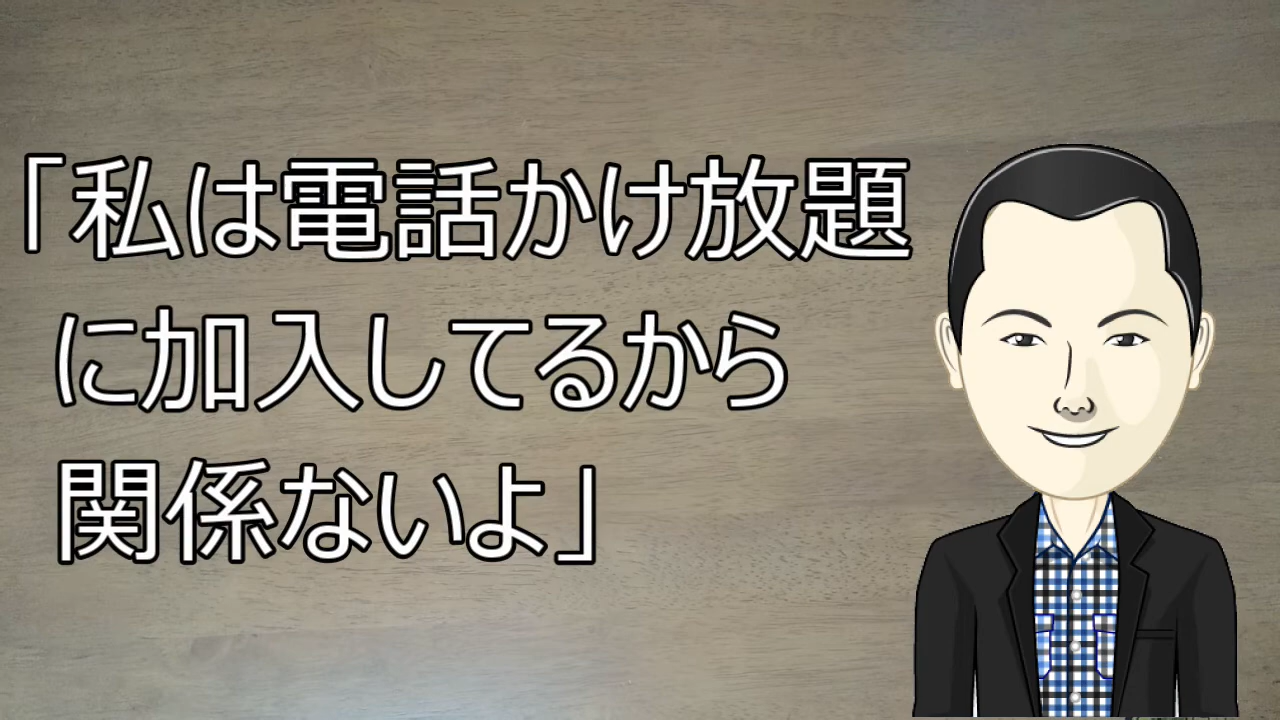 「私は電話かけ放題
に加入してるから
関係ないよ」